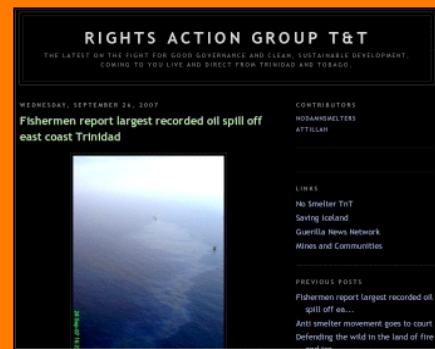 RIGHTS ACTION GROUP T&T
THE LATEST ON THE FIGHT FOR GOOD GOVERNANCE AND CLEAN, SUSTAINABLE DEVELOPMENT,
COMING TO YOU LIVE AND DIRECT FROM TRINIDAD AND TOBAGO.
WEDNESDAY, SEPTEMBER 26, 2007
Fishermen report largest recorded oil spill off
east coast Trinidad
CONTRIBUTORS
NODAMNSMELTERS
ATTILLAH
LINKS
No Smelter TnT
Saving Iceland
Guerilla News Network
Mines and Communities
PREVIOUS POSTS
Fishermen report largest recorded oil
spill off ea...
Anti smelter movement goes to court
Defending the wild in the land of fire